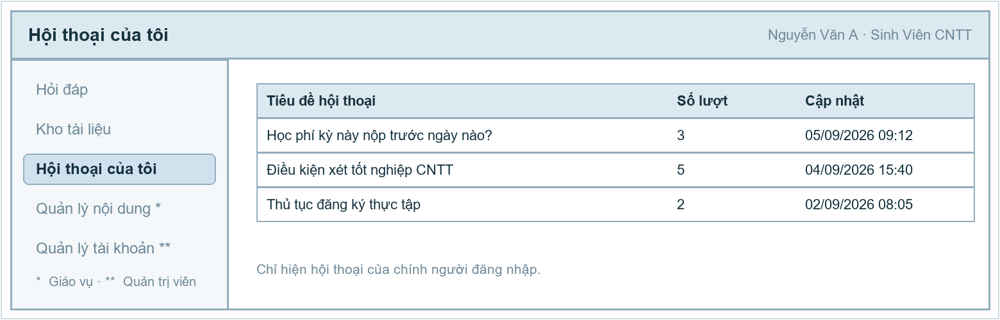 Hội thoại của tôi
Nguyễn Văn A · Sinh Viên CNTT
Hỏi đáp
Kho tài liệu
Hội thoại của tôi
Quản lý nội dung *
Quản lý tài khoản **
* Giáo vụ · ** Quản trị viên
Tiêu đề hội thoại Số lượt Cập nhật
Học phí kỳ này nộp trước ngày nào? 3 05/09/2026 09:12
Điều kiện xét tốt nghiệp CNTT 5 04/09/2026 15:40
Thủ tục đăng ký thực tập 2 02/09/2026 08:05
Chỉ hiện hội thoại của chính người đăng nhập.